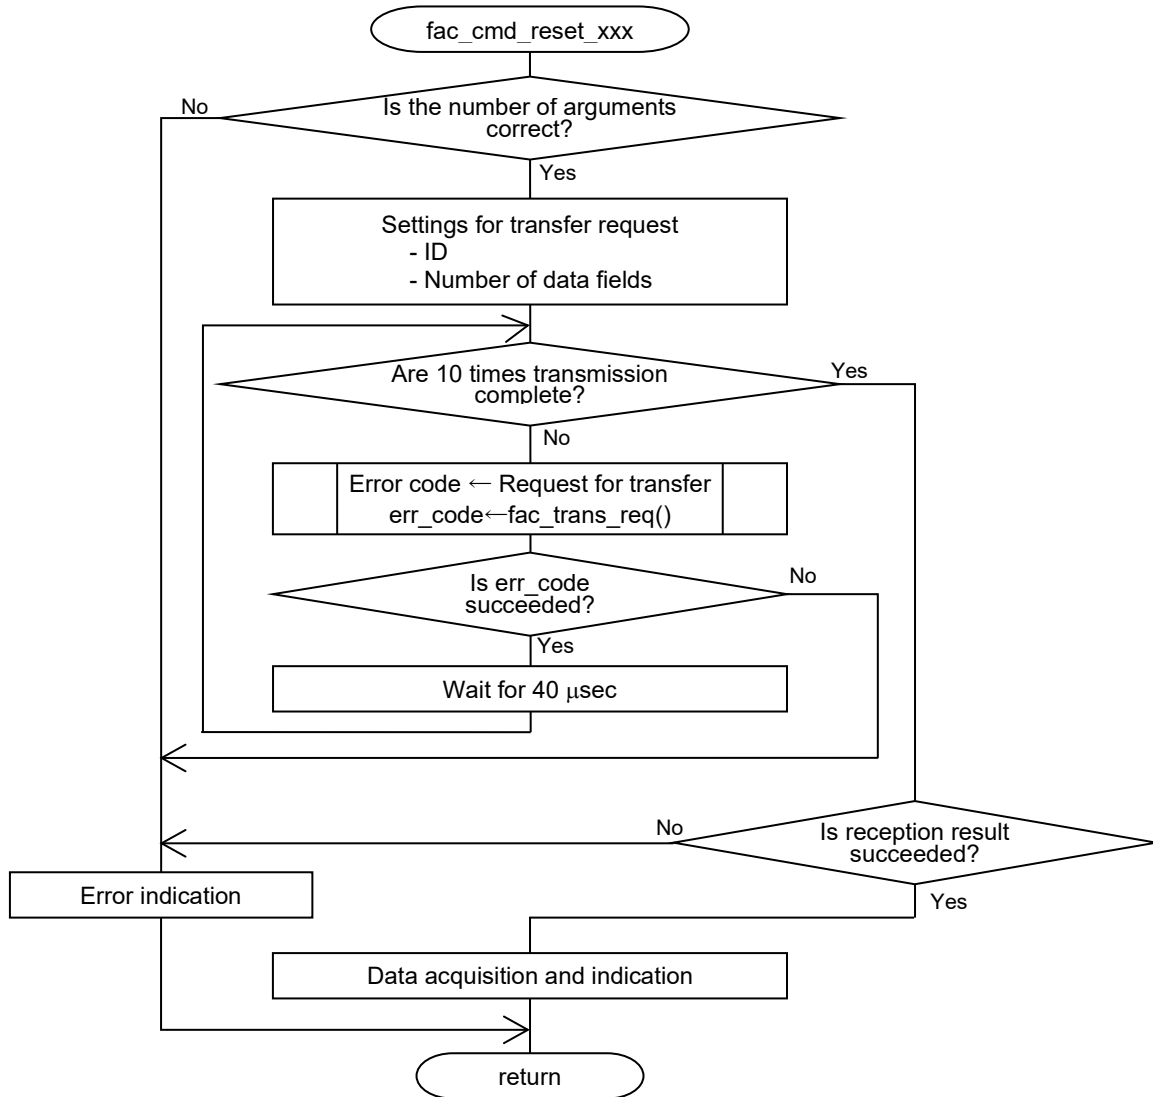 fac_cmd_reset_xxx
Is the number of arguments
correct?
No
Yes
Settings for transfer request
- ID
- Number of data fields
Are 10 times transmission
complete?
Yes
No
Error code ← Request for transfer
err_code←fac_trans_req()
Is err_code
succeeded?
No
Yes
Wait for 40 μsec
Is reception result
succeeded?
No
Yes
Error indication
Data acquisition and indication
return